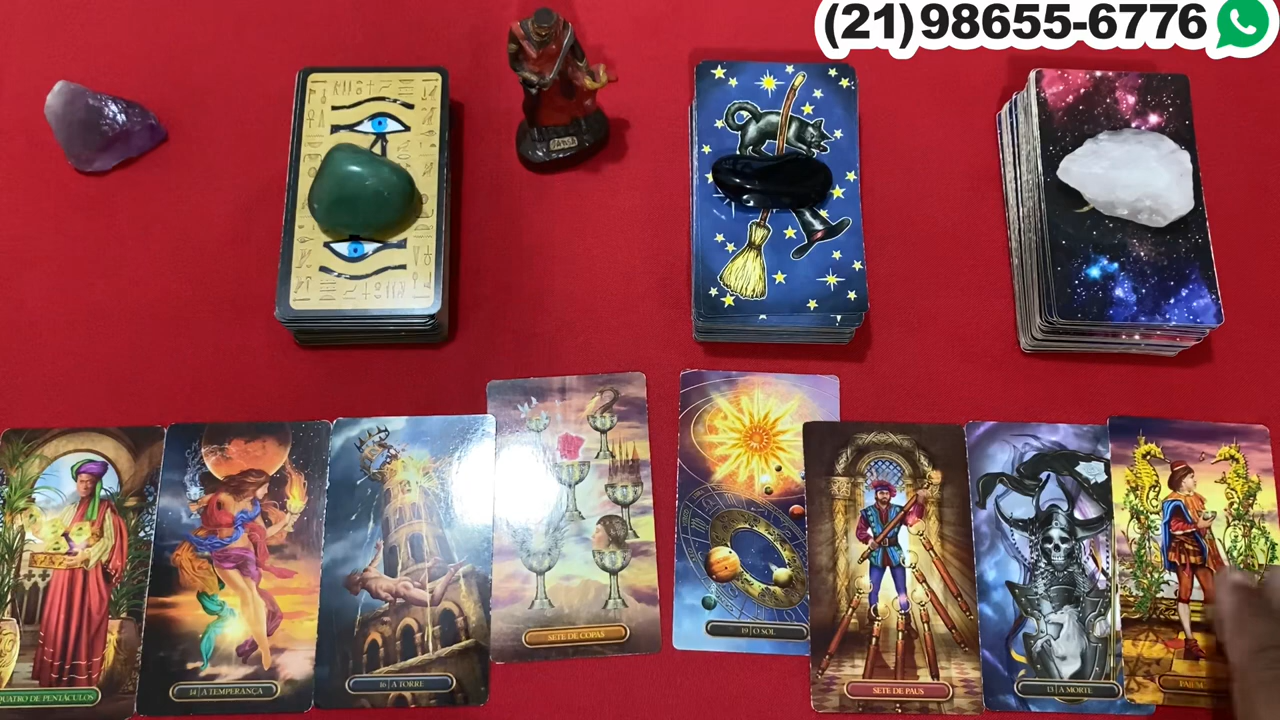 (21)98655-6776
QUATRO DE PENTÁCULOS
14 | A TEMPERANÇA
16 | A TORRE
SETE DE COPAS
19 | O SOL
SETE DE PAUS
13 | A MORTE